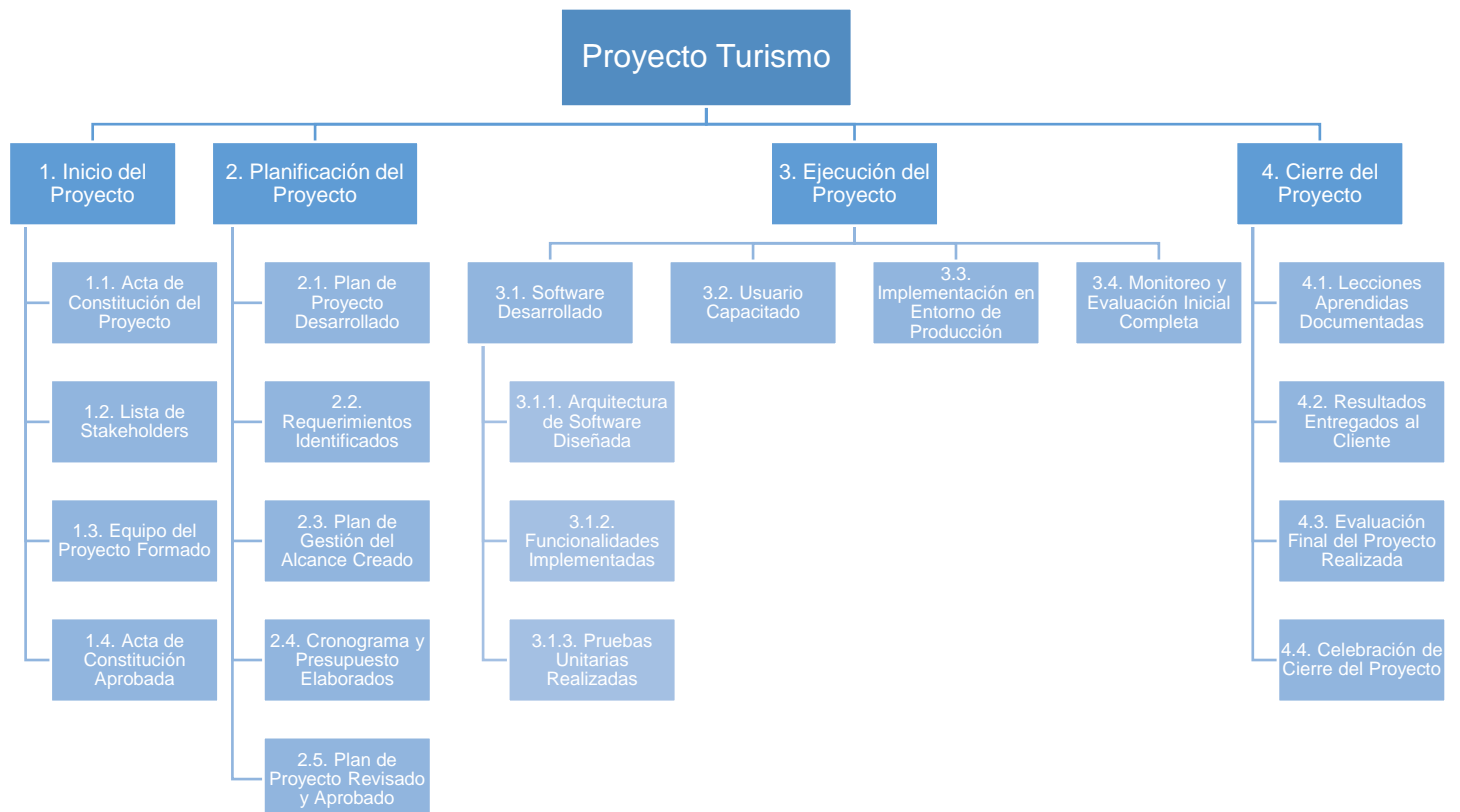 Proyecto Turismo
1. Inicio del
Proyecto
2. Planificación del
Proyecto
3. Ejecución del
Proyecto
4. Cierre del
Proyecto
1.1. Acta de
Constitución del
Proyecto
1.2. Lista de
Stakeholders
1.3. Equipo del
Proyecto Formado
1.4. Acta de
Constitución
Aprobada
2.1. Plan de
Proyecto
Desarrollado
2.2.
Requerimientos
Identificados
2.3. Plan de
Gestión del
Alcance Creado
2.4. Cronograma y
Presupuesto
Elaborados
2.5. Plan de
Proyecto Revisado
y Aprobado
3.1. Software
Desarrollado
3.1.1. Arquitectura
de Software
Diseñada
3.1.2.
Funcionalidades
Implementadas
3.1.3. Pruebas
Unitarias
Realizadas
3.2. Usuario
Capacitado
3.3.
Implementación en
Entorno de
Producción
3.4. Monitoreo y
Evaluación Inicial
Completa
4.1. Lecciones
Aprendidas
Documentadas
4.2. Resultados
Entregados al
Cliente
4.3. Evaluación
Final del Proyecto
Realizada
4.4. Celebración de
Cierre del Proyecto